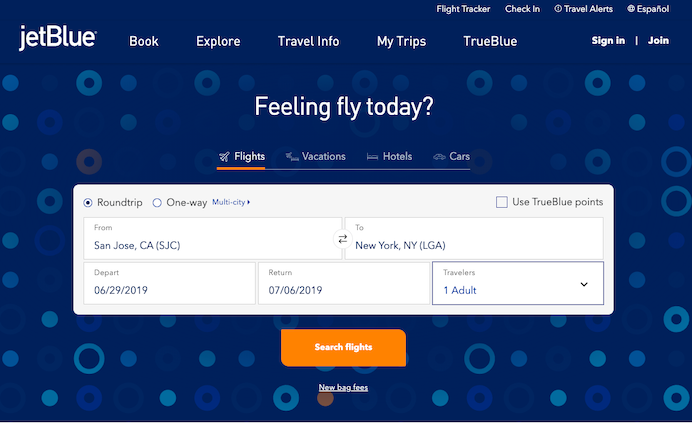 Flight Tracker Check In Travel Alerts Español
jetBlue Book Explore Travel Info My Trips TrueBlue Sign in | Join
Feeling fly today?
Flights Vacations Hotels Cars
Roundtrip One-way Multi-city Use TrueBlue points
From To
San Jose, CA (SJC) New York, NY (LGA)
Depart Return Travelers
06/29/2019 07/06/2019 1 Adult
Search flights
New bag fees